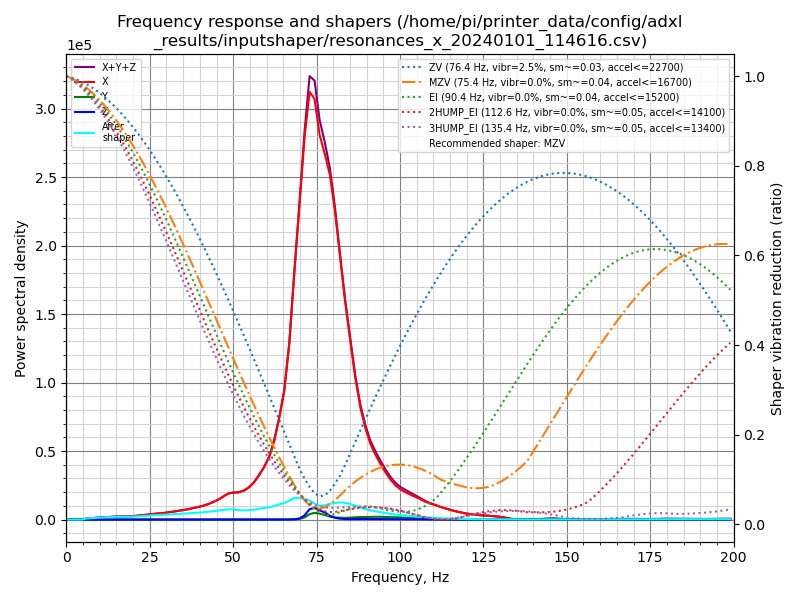 Frequency response and shapers (/home/pi/printer_data/config/adxl
_results/inputshaper/resonances_x_20240101_114616.csv)
1e5
X+Y+Z
X
Y
Z
After
shaper
ZV (76.4 Hz, vibr=2.5%, sm~=0.03, accel<=22700)
MZV (75.4 Hz, vibr=0.0%, sm~=0.04, accel<=16700)
EI (90.4 Hz, vibr=0.0%, sm~=0.04, accel<=15200)
2HUMP_EI (112.6 Hz, vibr=0.0%, sm~=0.05, accel<=14100)
3HUMP_EI (135.4 Hz, vibr=0.0%, sm~=0.05, accel<=13400)
Recommended shaper: MZV
Power spectral density
3.0
2.5
2.0
1.5
1.0
0.5
0.0
1.0
0.8
0.6
0.4
0.2
0.0
Shaper vibration reduction (ratio)
0 25 50 75 100 125 150 175 200
Frequency, Hz